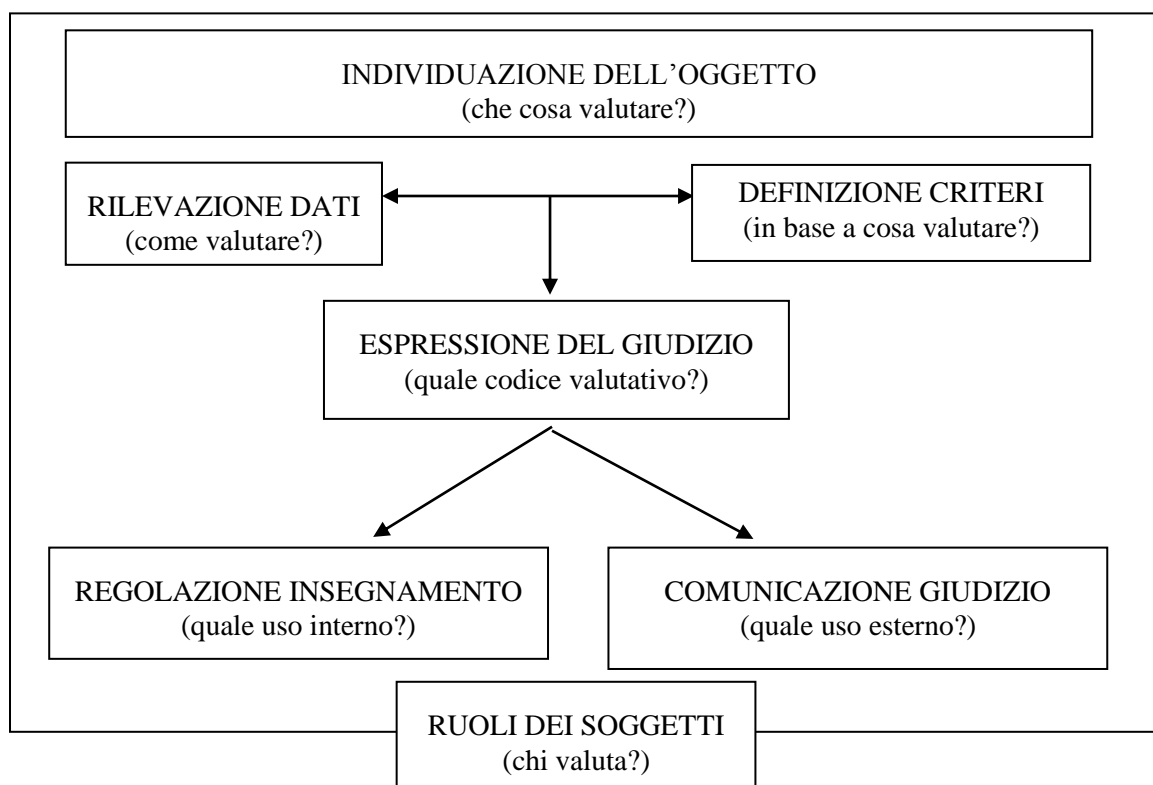 INDIVIDUAZIONE DELL’OGGETTO
(che cosa valutare?)
RILEVAZIONE DATI
(come valutare?)
DEFINIZIONE CRITERI
(in base a cosa valutare?)
ESPRESSIONE DEL GIUDIZIO
(quale codice valutativo?)
REGOLAZIONE INSEGNAMENTO
(quale uso interno?)
COMUNICAZIONE GIUDIZIO
(quale uso esterno?)
RUOLI DEI SOGGETTI
(chi valuta?)